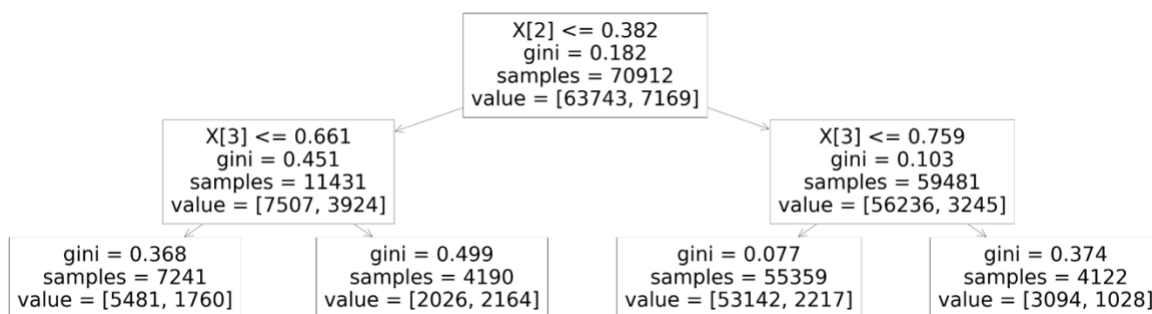 X[2] <= 0.382
gini = 0.182
samples = 70912
value = [63743, 7169]
X[3] <= 0.661
gini = 0.451
samples = 11431
value = [7507, 3924]
X[3] <= 0.759
gini = 0.103
samples = 59481
value = [56236, 3245]
gini = 0.368
samples = 7241
value = [5481, 1760]
gini = 0.499
samples = 4190
value = [2026, 2164]
gini = 0.077
samples = 55359
value = [53142, 2217]
gini = 0.374
samples = 4122
value = [3094, 1028]